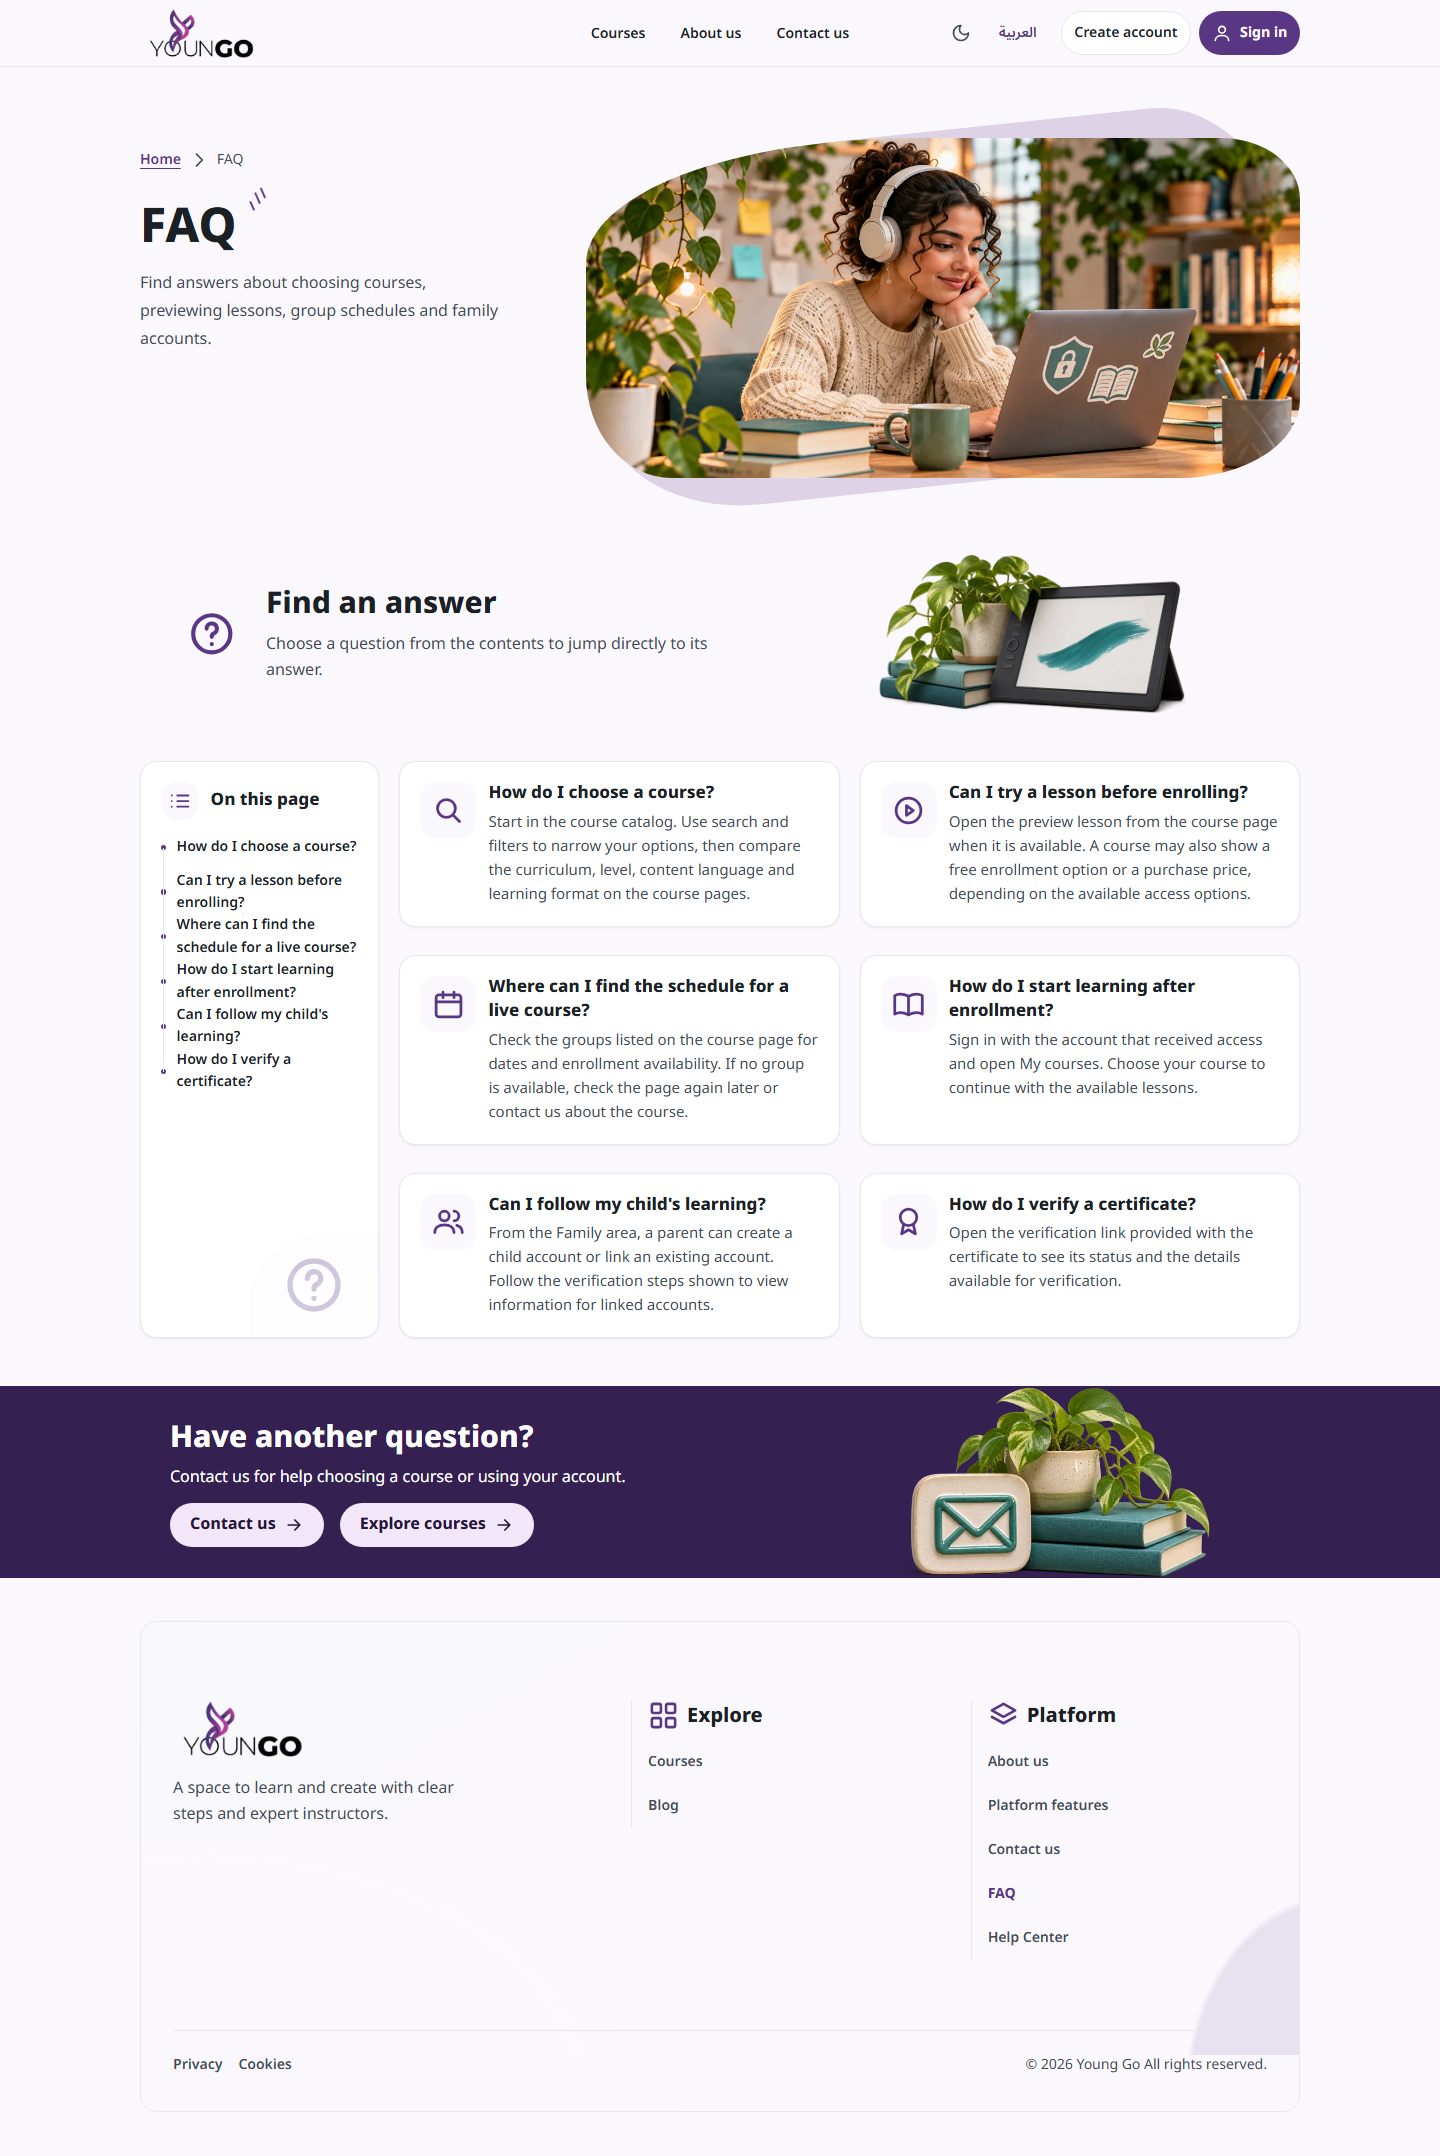 YOUNGO
Courses
About us
Contact us
العربية
Create account
Sign in
Home
FAQ
FAQ
Find answers about choosing courses,
previewing lessons, group schedules and family
accounts.
Find an answer
Choose a question from the contents to jump directly to its
answer.
On this page
How do I choose a course?
Can I try a lesson before
enrolling?
Where can I find the
schedule for a live course?
How do I start learning
after enrollment?
Can I follow my child's
learning?
How do I verify a
certificate?
How do I choose a course?
Start in the course catalog. Use search and
filters to narrow your options, then compare
the curriculum, level, content language and
learning format on the course pages.
Can I try a lesson before enrolling?
Open the preview lesson from the course page
when it is available. A course may also show a
free enrollment option or a purchase price,
depending on the available access options.
Where can I find the schedule for a
live course?
Check the groups listed on the course page for
dates and enrollment availability. If no group
is available, check the page again later or
contact us about the course.
How do I start learning after
enrollment?
Sign in with the account that received access
and open My courses. Choose your course to
continue with the available lessons.
Can I follow my child's learning?
From the Family area, a parent can create a
child account or link an existing account.
Follow the verification steps shown to view
information for linked accounts.
How do I verify a certificate?
Open the verification link provided with the
certificate to see its status and the details
available for verification.
Have another question?
Contact us for help choosing a course or using your account.
Contact us
Explore courses
YOUNGO
A space to learn and create with clear
steps and expert instructors.
Explore
Courses
Blog
Platform
About us
Platform features
Contact us
FAQ
Help Center
Privacy
Cookies
© 2026 Young Go All rights reserved.